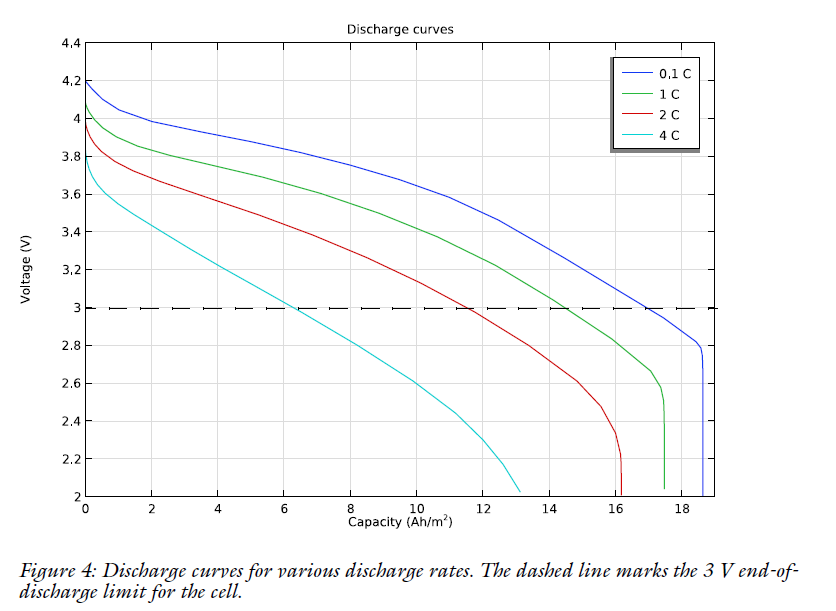 Discharge curves
4.4
4.2
4
3.8
3.6
3.4
3.2
3
2.8
2.6
2.4
2.2
2
Voltage (V)
0,1 C
1 C
2 C
4 C
0 2 4 6 8 10 12 14 16 18
Capacity (Ah/m²)
Figure 4: Discharge curves for various discharge rates. The dashed line marks the 3 V end-of-
discharge limit for the cell.